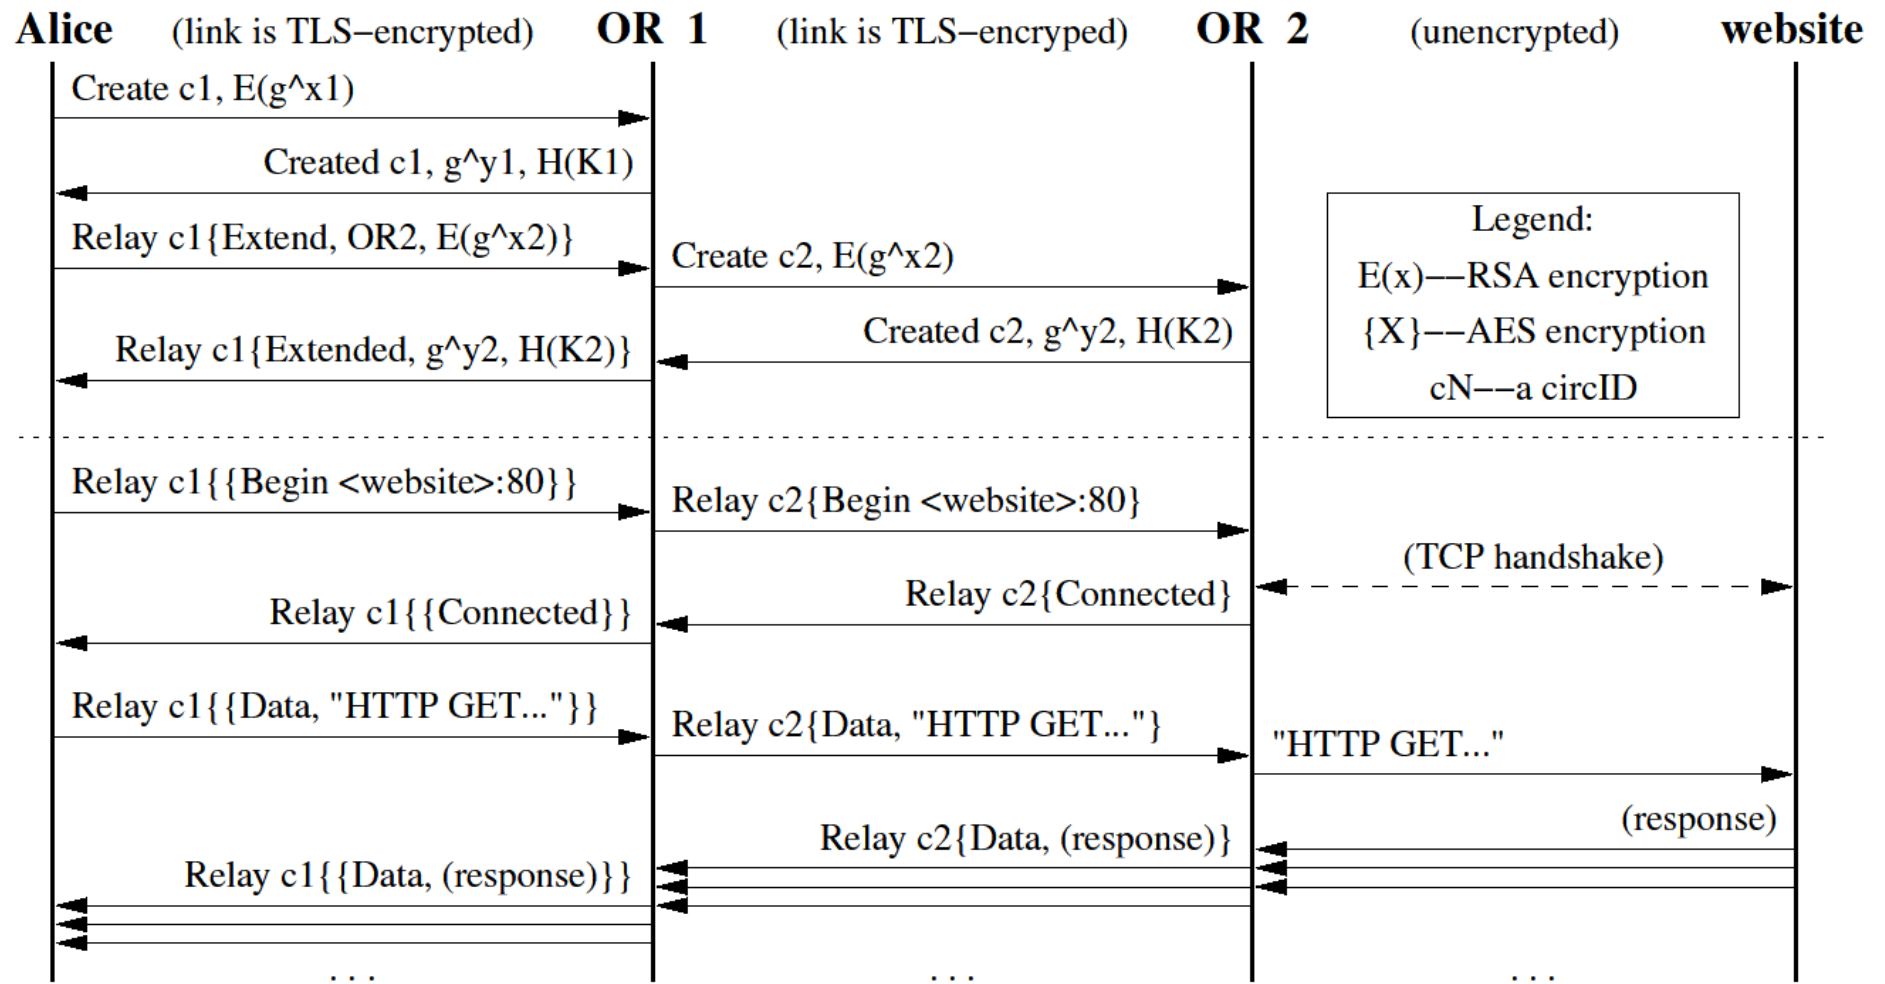 Alice (link is TLS−encrypted) OR 1 (link is TLS−encryped) OR 2 (unencrypted) website
Create c1, E(g^x1)
Created c1, g^y1, H(K1)
Relay c1{Extend, OR2, E(g^x2)}
Create c2, E(g^x2)
Created c2, g^y2, H(K2)
Relay c1{Extended, g^y2, H(K2)}
Legend:
E(x)−−RSA encryption
{X}−−AES encryption
cN−−a circID
Relay c1{{Begin <website>:80}}
Relay c2{Begin <website>:80}
(TCP handshake)
Relay c2{Connected}
Relay c1{{Connected}}
Relay c1{{Data, "HTTP GET..."}}
Relay c2{Data, "HTTP GET..."}
"HTTP GET..."
(response)
Relay c2{Data, (response)}
Relay c1{{Data, (response)}}
. . . . . . . . .